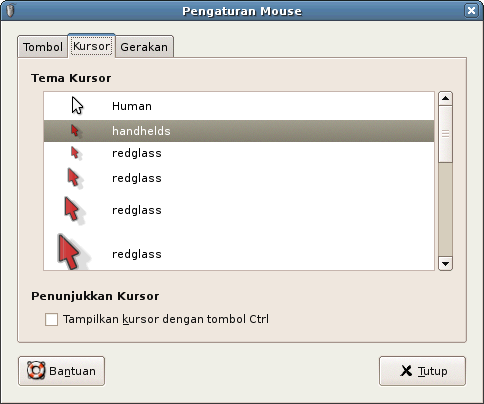 Pengaturan Mouse
Tombol Kursor Gerakan
Tema Kursor
Human
handhelds
redglass
redglass
redglass
redglass
Penunjukkan Kursor
Tampilkan kursor dengan tombol Ctrl
Bantuan Tutup